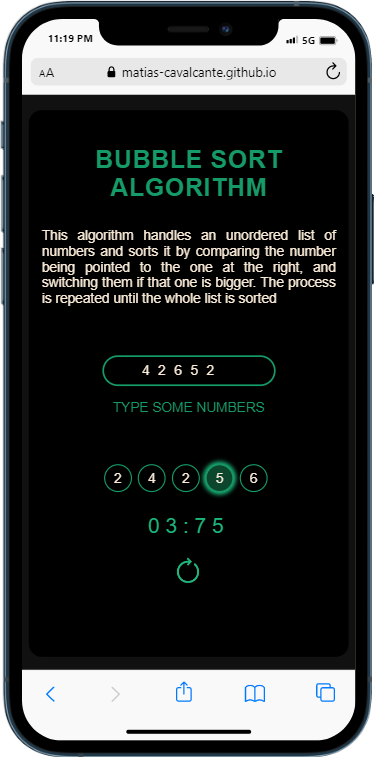 11:19 PM 5G
AA matias-cavalcante.github.io
BUBBLE SORT
ALGORITHM
This algorithm handles an unordered list of
numbers and sorts it by comparing the number
being pointed to the one at the right, and
switching them if that one is bigger. The process
is repeated until the whole list is sorted
4 2 6 5 2
TYPE SOME NUMBERS
2 4 2 5 6
03:75